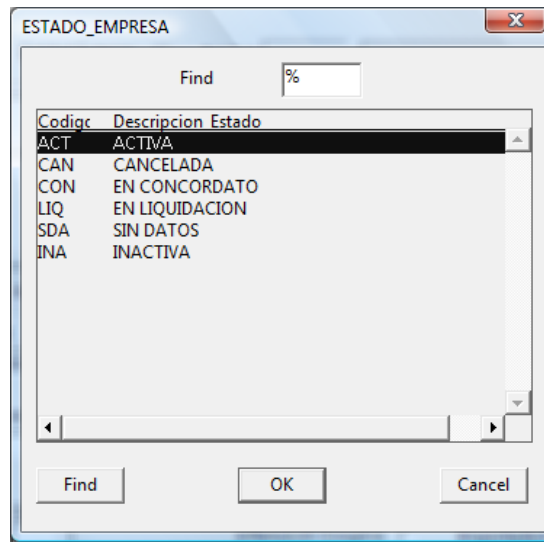 ESTADO_EMPRESA
Find %
Codigc Descripcion Estado
ACT ACTIVA
CAN CANCELADA
CON EN CONCORDATO
LIQ EN LIQUIDACION
SDA SIN DATOS
INA INACTIVA
Find OK Cancel